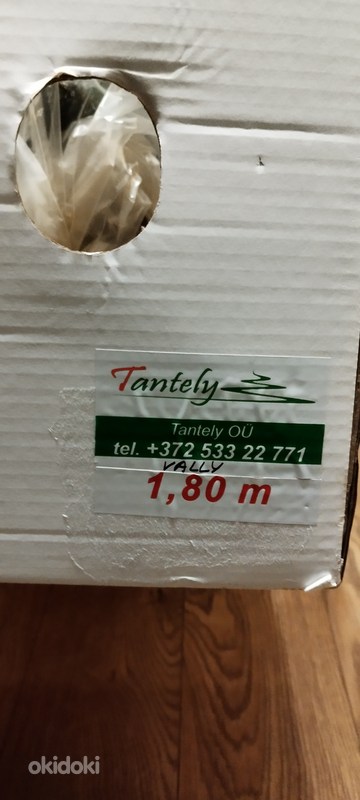 Tantely
Tantely OÜ
tel. +372 533 22 771
VALLY
1,80 m
okidoki